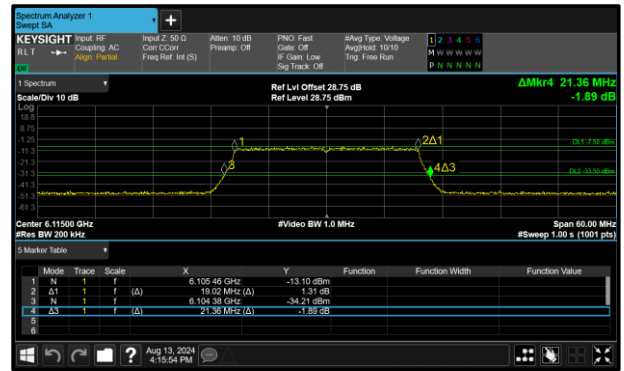 Spectrum Analyzer 1
Swept SA
+
KEYSIGHT Input: RF Input Z: 50 Ω Atten: 10 dB PNO: Fast #Avg Type: Voltage 1 2 3 4 5 6
RLT Coupling: AC Corr CCorr Preamp: Off Gate: Off Avg|Hold: 10/10 M W W W W W
Align: Partial Freq Ref: Int (S) IF Gain: Low Trig: Free Run
Sig Track: Off P N N N N N
LW
1 Spectrum Ref Lvl Offset 28.75 dB ΔMkr4 21.36 MHz
Scale/Div 10 dB Ref Level 28.75 dBm -1.89 dB
Log
18.8
8.75
-1.25 1 2Δ1 DL1 -7.50 dBm
-11.3
-21.3 3 4Δ3
-31.3 DL2 -33.50 dBm
-41.3
-51.3
-61.3
Center 6.11500 GHz #Video BW 1.0 MHz Span 60.00 MHz
#Res BW 200 kHz #Sweep 1.00 s (1001 pts)
5 Marker Table
Mode Trace Scale X Y Function Function Width Function Value
1 N 1 f 6.105 46 GHz -13.10 dBm
2 Δ1 1 f (Δ) 19.02 MHz (Δ) 1.31 dB
3 N 1 f 6.104 38 GHz -34.21 dBm
4 Δ3 1 f (Δ) 21.36 MHz (Δ) -1.89 dB
5
6
? Aug 13, 2024
4:15:54 PM